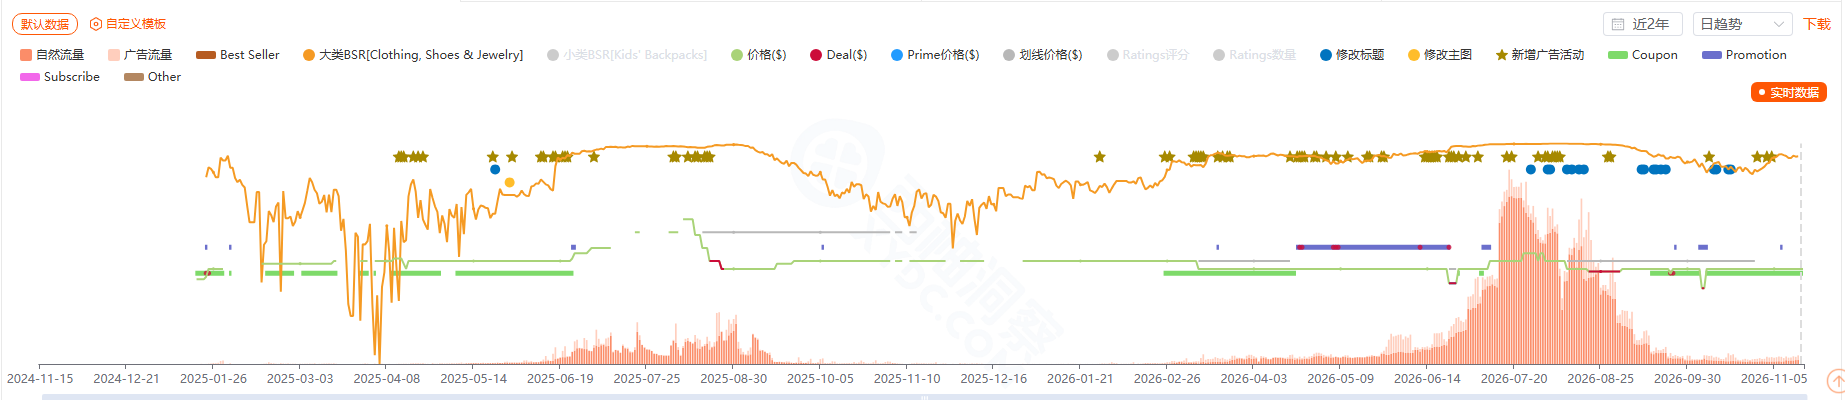 默认数据 自定义模板 近2年 日趋势 下载
自然流量 广告流量 Best Seller 大类BSR[Clothing, Shoes & Jewelry] 小类BSR[Kids' Backpacks] 价格($) Deal($) Prime价格($) 划线价格($) Ratings评分 Ratings数量 修改标题 修改主图 新增广告活动 Coupon Promotion
Subscribe Other
实时数据
2024-11-15 2024-12-21 2025-01-26 2025-03-03 2025-04-08 2025-05-14 2025-06-19 2025-07-25 2025-08-30 2025-10-05 2025-11-10 2025-12-16 2026-01-21 2026-02-26 2026-04-03 2026-05-09 2026-06-14 2026-07-20 2026-08-25 2026-09-30 2026-11-05